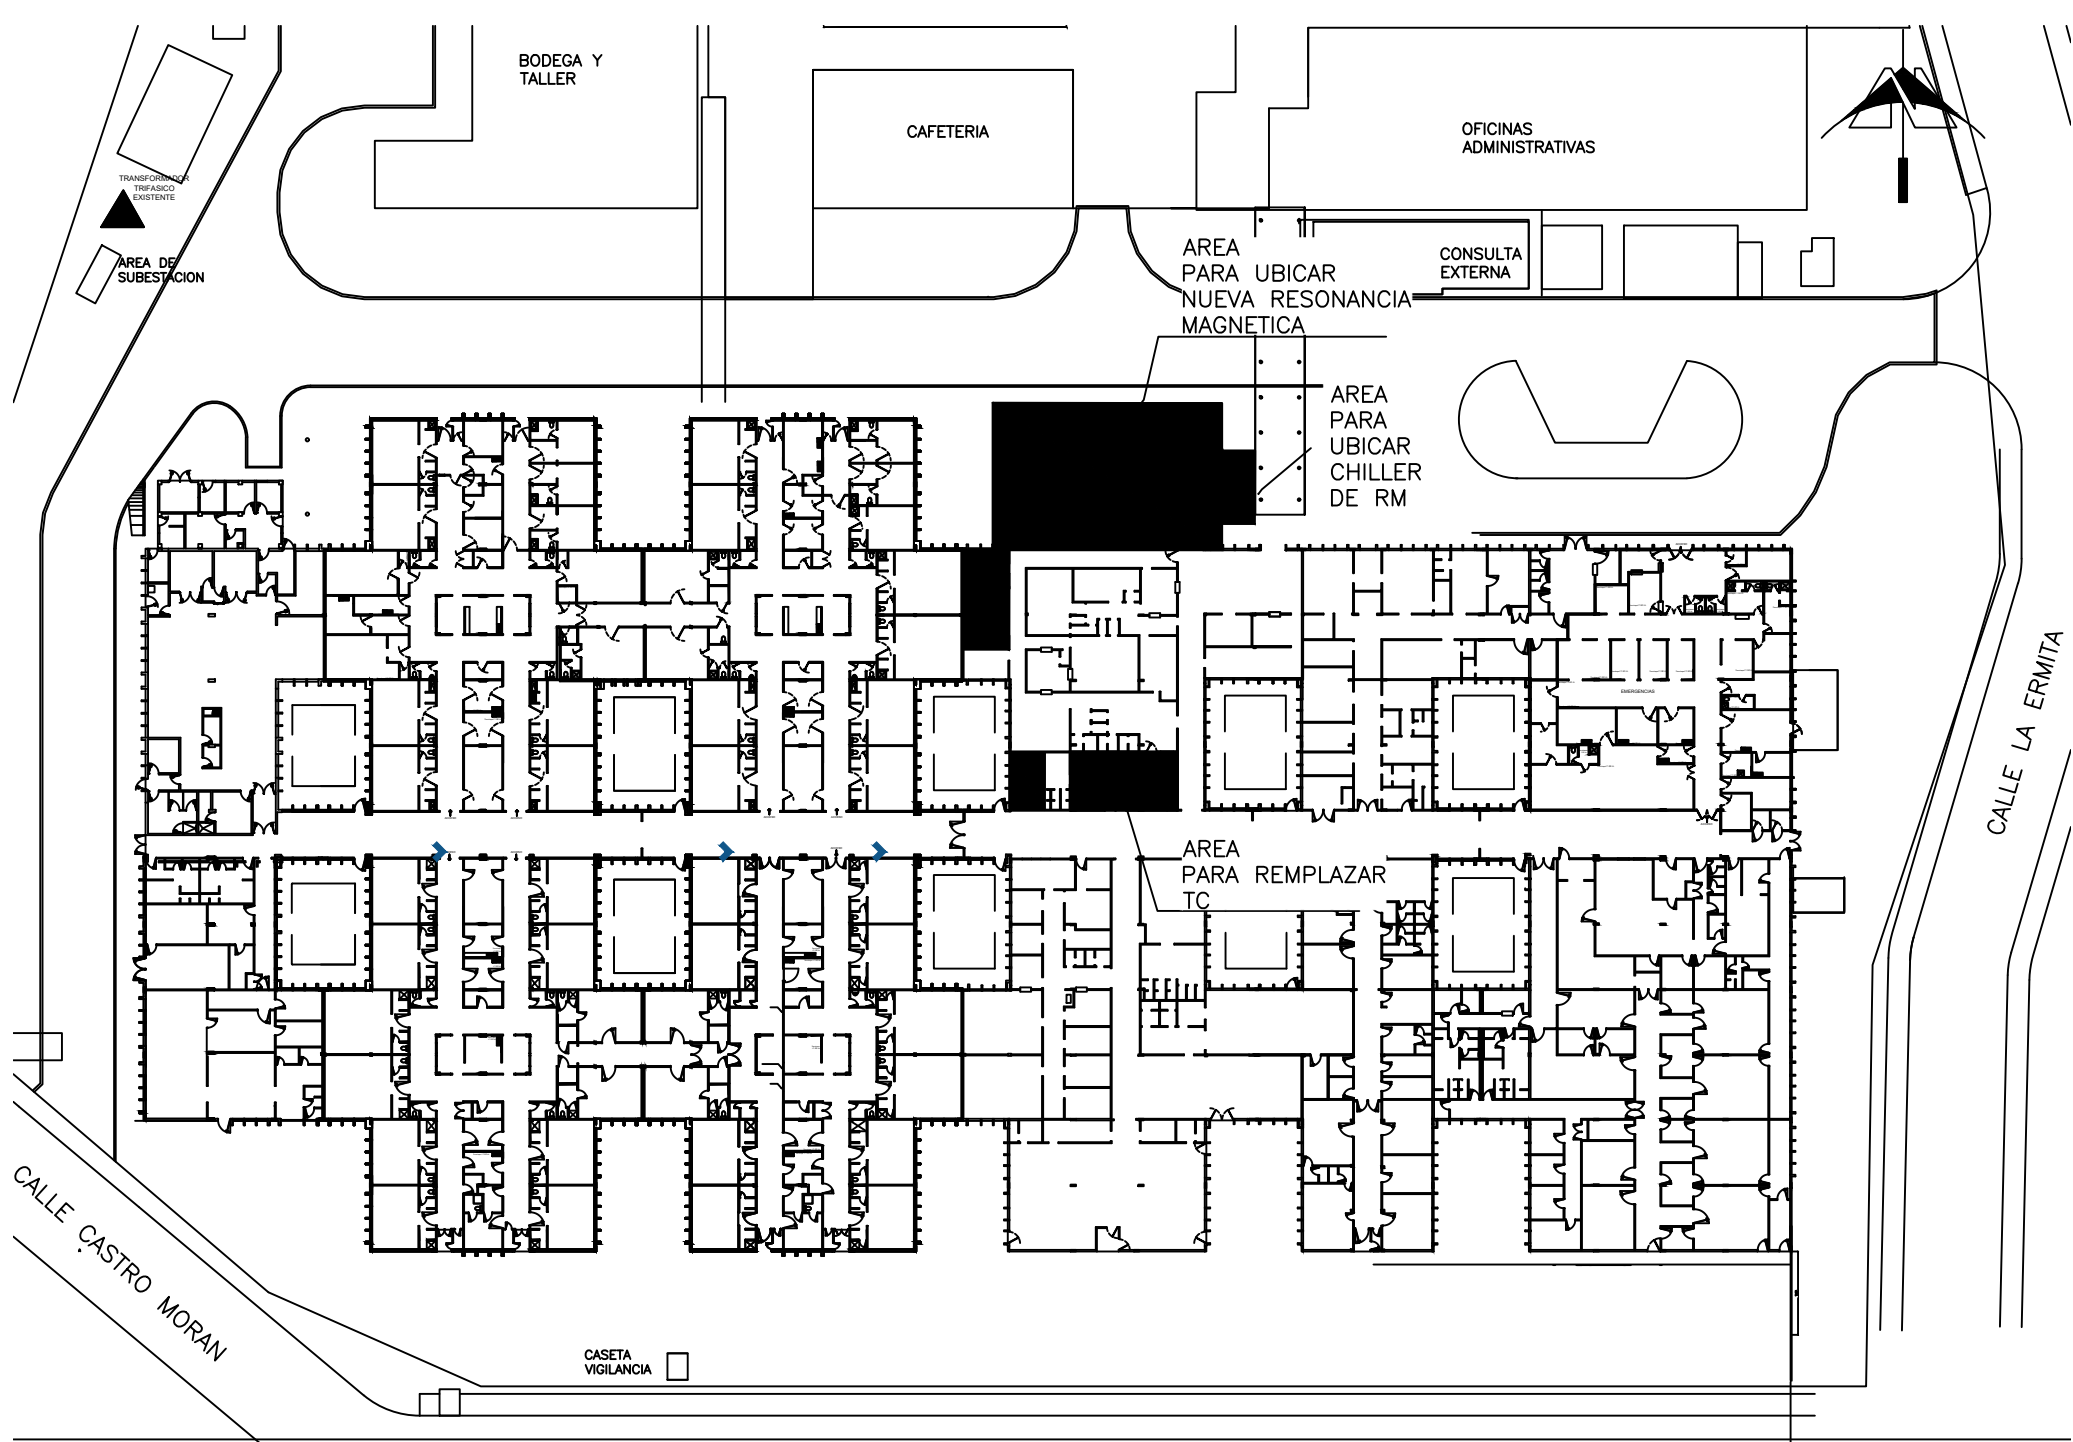 BODEGA Y
TALLER
CAFETERIA
OFICINAS
ADMINISTRATIVAS
TRANSFORMADOR
TRIFASICO
EXISTENTE
AREA DE
SUBESTACION
AREA
PARA UBICAR
NUEVA RESONANCIA
MAGNETICA
CONSULTA
EXTERNA
AREA
PARA
UBICAR
CHILLER
DE RM
EMERGENCIAS
CALLE LA ERMITA
AREA
PARA REMPLAZAR
TC
CALLE CASTRO MORAN
CASETA
VIGILANCIA